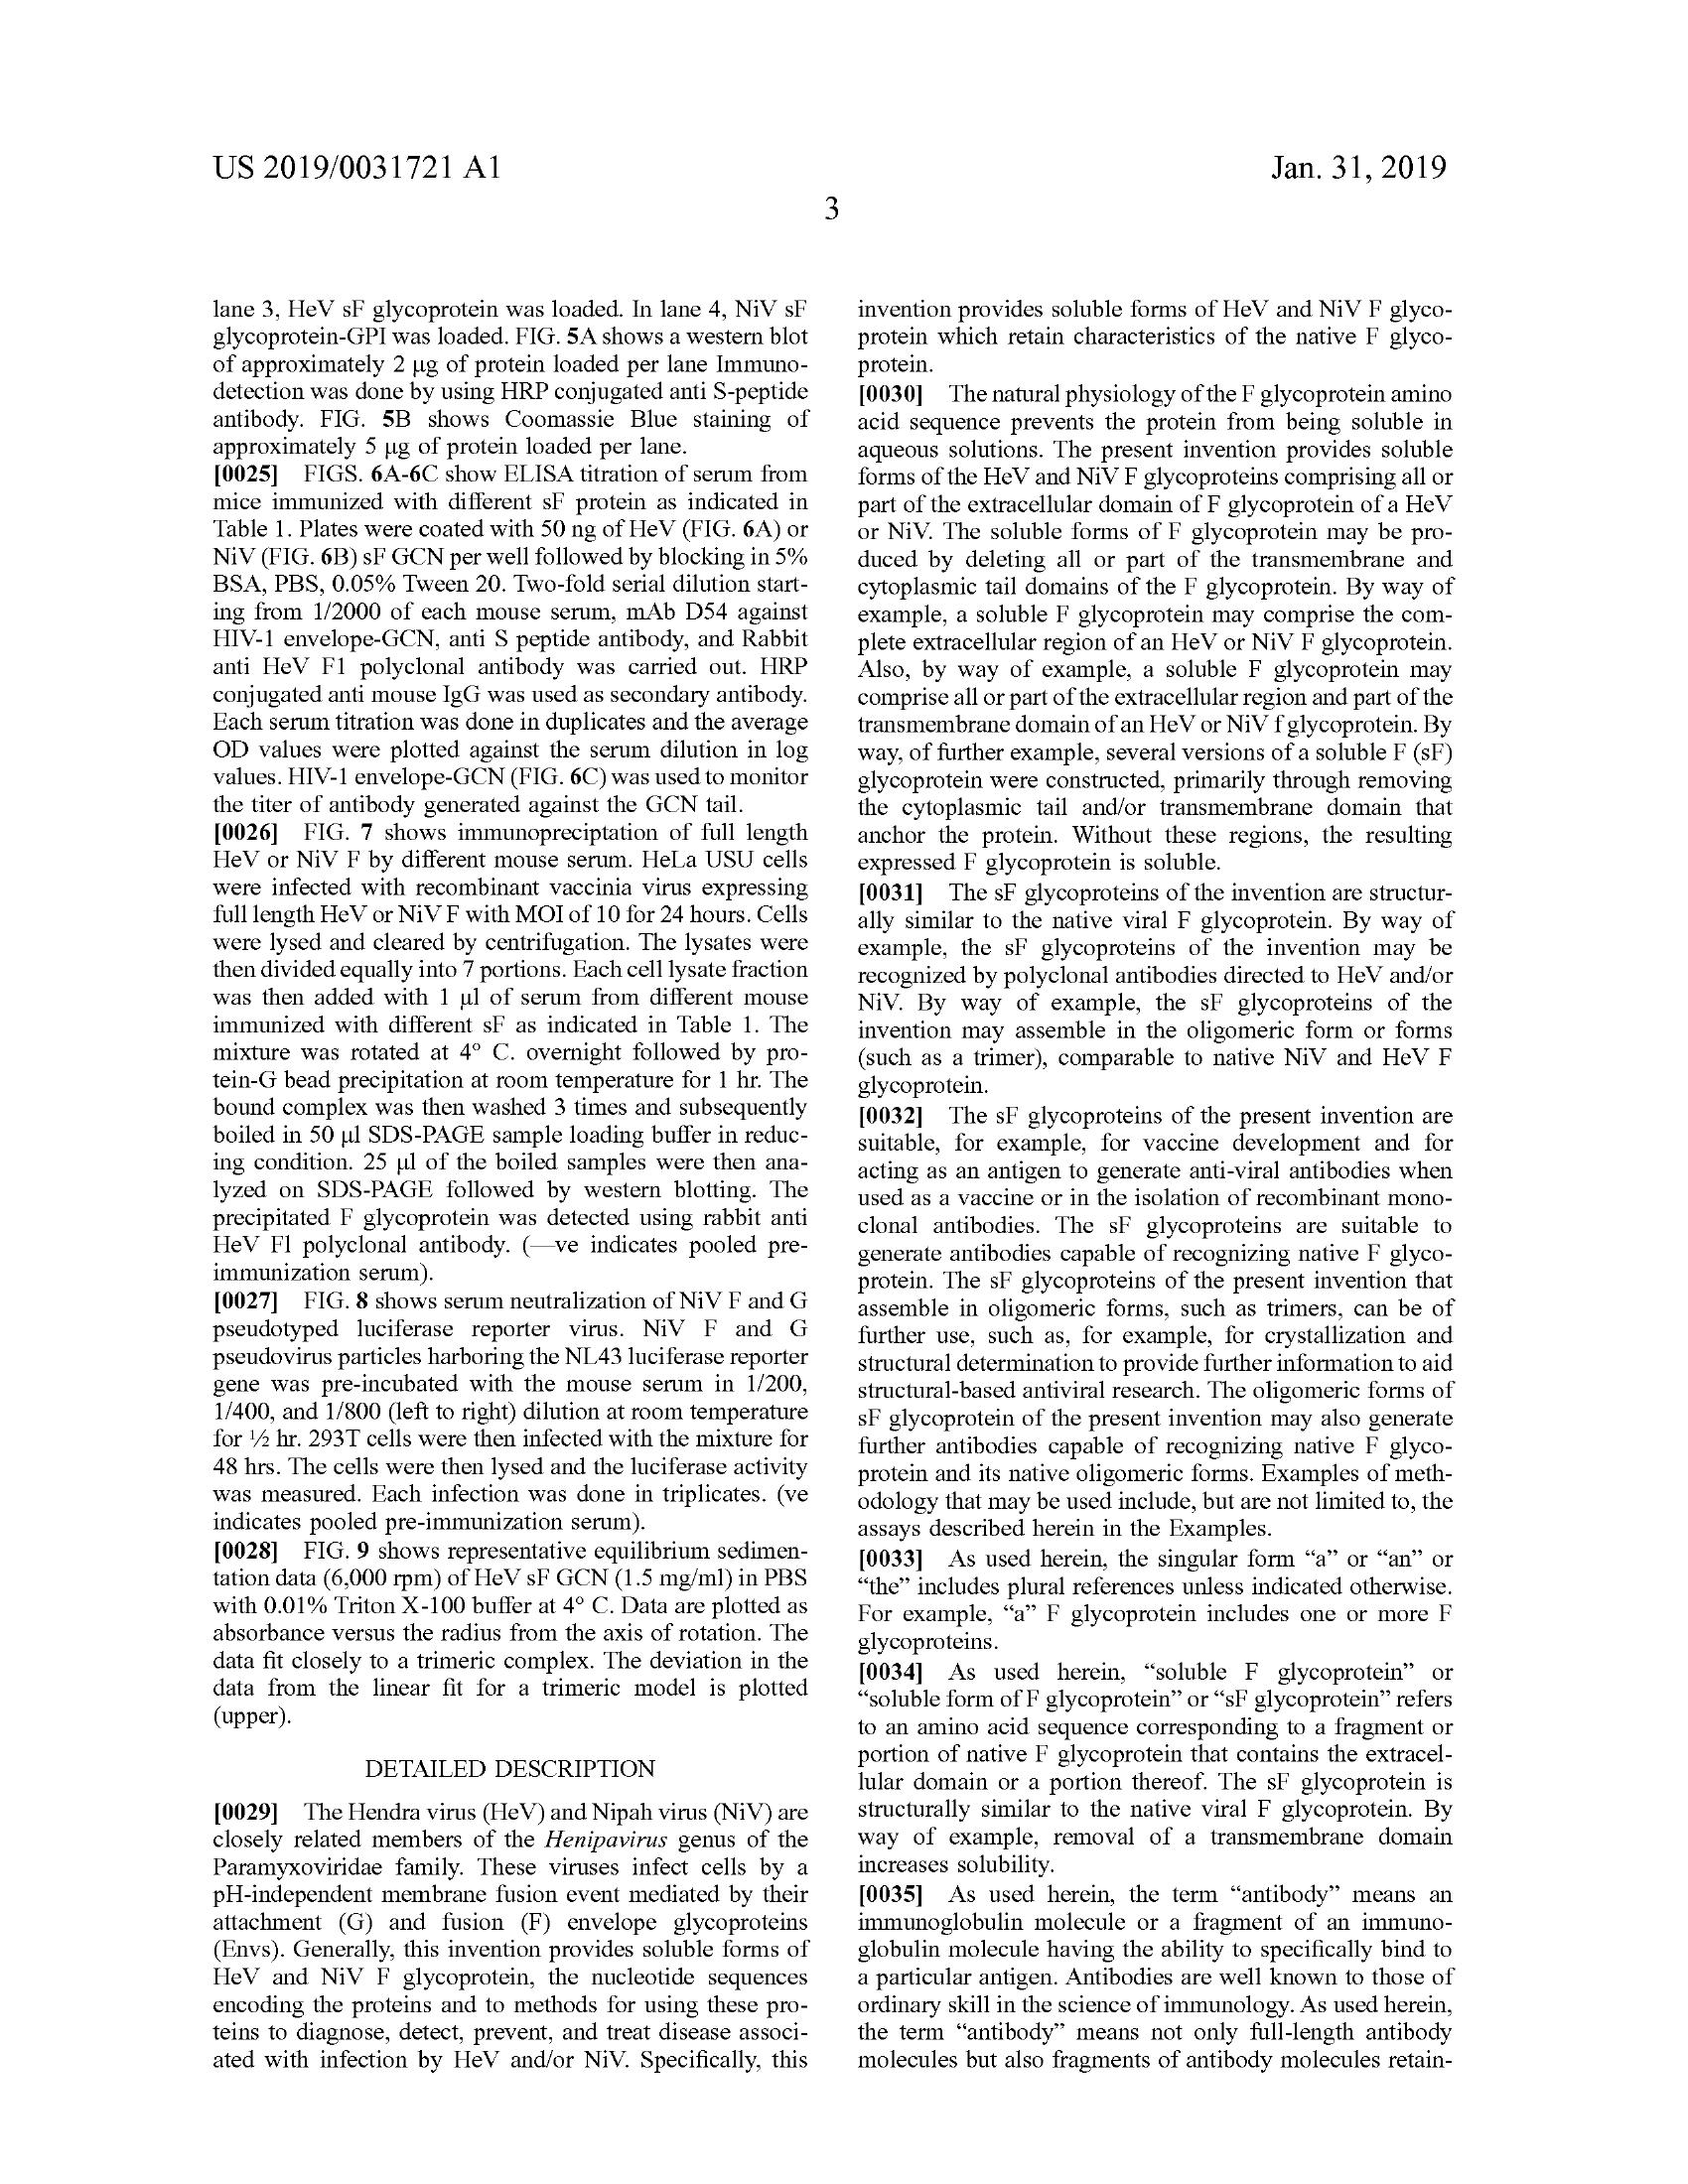 US 2019/0031721 A1
Jan. 31, 2019
3
lane 3, HeV sF glycoprotein was loaded. In lane 4, NiV sF
glycoprotein-GPI was loaded. FIG. 5A shows a western blot
of approximately 2 μg of protein loaded per lane Immuno-
detection was done by using HRP conjugated anti S-peptide
antibody. FIG. 5B shows Coomassie Blue staining of
approximately 5 μg of protein loaded per lane.
[0025] FIGS. 6A-6C show ELISA titration of serum from
mice immunized with different sF protein as indicated in
Table 1. Plates were coated with 50 ng of HeV (FIG. 6A) or
NiV (FIG. 6B) sF GCN per well followed by blocking in 5%
BSA, PBS, 0.05% Tween 20. Two-fold serial dilution start-
ing from 1/2000 of each mouse serum, mAb D54 against
HIV-1 envelope-GCN, anti S peptide antibody, and Rabbit
anti HeV F1 polyclonal antibody was carried out. HRP
conjugated anti mouse IgG was used as secondary antibody.
Each serum titration was done in duplicates and the average
OD values were plotted against the serum dilution in log
values. HIV-1 envelope-GCN (FIG. 6C) was used to monitor
the titer of antibody generated against the GCN tail.
[0026] FIG. 7 shows immunopreciptation of full length
HeV or NiV F by different mouse serum. HeLa USU cells
were infected with recombinant vaccinia virus expressing
full length HeV or NiV F with MOI of 10 for 24 hours. Cells
were lysed and cleared by centrifugation. The lysates were
then divided equally into 7 portions. Each cell lysate fraction
was then added with 1 μl of serum from different mouse
immunized with different sF as indicated in Table 1. The
mixture was rotated at 4° C. overnight followed by pro-
tein-G bead precipitation at room temperature for 1 hr. The
bound complex was then washed 3 times and subsequently
boiled in 50 μl SDS-PAGE sample loading buffer in reduc-
ing condition. 25 μl of the boiled samples were then ana-
lyzed on SDS-PAGE followed by western blotting. The
precipitated F glycoprotein was detected using rabbit anti
HeV Fl polyclonal antibody. (—ve indicates pooled pre-
immunization serum).
[0027] FIG. 8 shows serum neutralization of NiV F and G
pseudotyped luciferase reporter virus. NiV F and G
pseudovirus particles harboring the NL43 luciferase reporter
gene was pre-incubated with the mouse serum in 1/200,
1/400, and 1/800 (left to right) dilution at room temperature
for ½ hr. 293T cells were then infected with the mixture for
48 hrs. The cells were then lysed and the luciferase activity
was measured. Each infection was done in triplicates. (ve
indicates pooled pre-immunization serum).
[0028] FIG. 9 shows representative equilibrium sedimen-
tation data (6,000 rpm) of HeV sF GCN (1.5 mg/ml) in PBS
with 0.01% Triton X-100 buffer at 4° C. Data are plotted as
absorbance versus the radius from the axis of rotation. The
data fit closely to a trimeric complex. The deviation in the
data from the linear fit for a trimeric model is plotted
(upper).
DETAILED DESCRIPTION
[0029] The Hendra virus (HeV) and Nipah virus (NiV) are
closely related members of the Henipavirus genus of the
Paramyxoviridae family. These viruses infect cells by a
pH-independent membrane fusion event mediated by their
attachment (G) and fusion (F) envelope glycoproteins
(Envs). Generally, this invention provides soluble forms of
HeV and NiV F glycoprotein, the nucleotide sequences
encoding the proteins and to methods for using these pro-
teins to diagnose, detect, prevent, and treat disease associ-
ated with infection by HeV and/or NiV. Specifically, this
invention provides soluble forms of HeV and NiV F glyco-
protein which retain characteristics of the native F glyco-
protein.
[0030] The natural physiology of the F glycoprotein amino
acid sequence prevents the protein from being soluble in
aqueous solutions. The present invention provides soluble
forms of the HeV and NiV F glycoproteins comprising all or
part of the extracellular domain of F glycoprotein of a HeV
or NiV. The soluble forms of F glycoprotein may be pro-
duced by deleting all or part of the transmembrane and
cytoplasmic tail domains of the F glycoprotein. By way of
example, a soluble F glycoprotein may comprise the com-
plete extracellular region of an HeV or NiV F glycoprotein.
Also, by way of example, a soluble F glycoprotein may
comprise all or part of the extracellular region and part of the
transmembrane domain of an HeV or NiV f glycoprotein. By
way, of further example, several versions of a soluble F (sF)
glycoprotein were constructed, primarily through removing
the cytoplasmic tail and/or transmembrane domain that
anchor the protein. Without these regions, the resulting
expressed F glycoprotein is soluble.
[0031] The sF glycoproteins of the invention are structur-
ally similar to the native viral F glycoprotein. By way of
example, the sF glycoproteins of the invention may be
recognized by polyclonal antibodies directed to HeV and/or
NiV. By way of example, the sF glycoproteins of the
invention may assemble in the oligomeric form or forms
(such as a trimer), comparable to native NiV and HeV F
glycoprotein.
[0032] The sF glycoproteins of the present invention are
suitable, for example, for vaccine development and for
acting as an antigen to generate anti-viral antibodies when
used as a vaccine or in the isolation of recombinant mono-
clonal antibodies. The sF glycoproteins are suitable to
generate antibodies capable of recognizing native F glyco-
protein. The sF glycoproteins of the present invention that
assemble in oligomeric forms, such as trimers, can be of
further use, such as, for example, for crystallization and
structural determination to provide further information to aid
structural-based antiviral research. The oligomeric forms of
sF glycoprotein of the present invention may also generate
further antibodies capable of recognizing native F glyco-
protein and its native oligomeric forms. Examples of meth-
odology that may be used include, but are not limited to, the
assays described herein in the Examples.
[0033] As used herein, the singular form “a” or “an” or
“the” includes plural references unless indicated otherwise.
For example, “a” F glycoprotein includes one or more F
glycoproteins.
[0034] As used herein, “soluble F glycoprotein” or
“soluble form of F glycoprotein” or “sF glycoprotein” refers
to an amino acid sequence corresponding to a fragment or
portion of native F glycoprotein that contains the extracel-
lular domain or a portion thereof. The sF glycoprotein is
structurally similar to the native viral F glycoprotein. By
way of example, removal of a transmembrane domain
increases solubility.
[0035] As used herein, the term “antibody” means an
immunoglobulin molecule or a fragment of an immuno-
globulin molecule having the ability to specifically bind to
a particular antigen. Antibodies are well known to those of
ordinary skill in the science of immunology. As used herein,
the term “antibody” means not only full-length antibody
molecules but also fragments of antibody molecules retain-